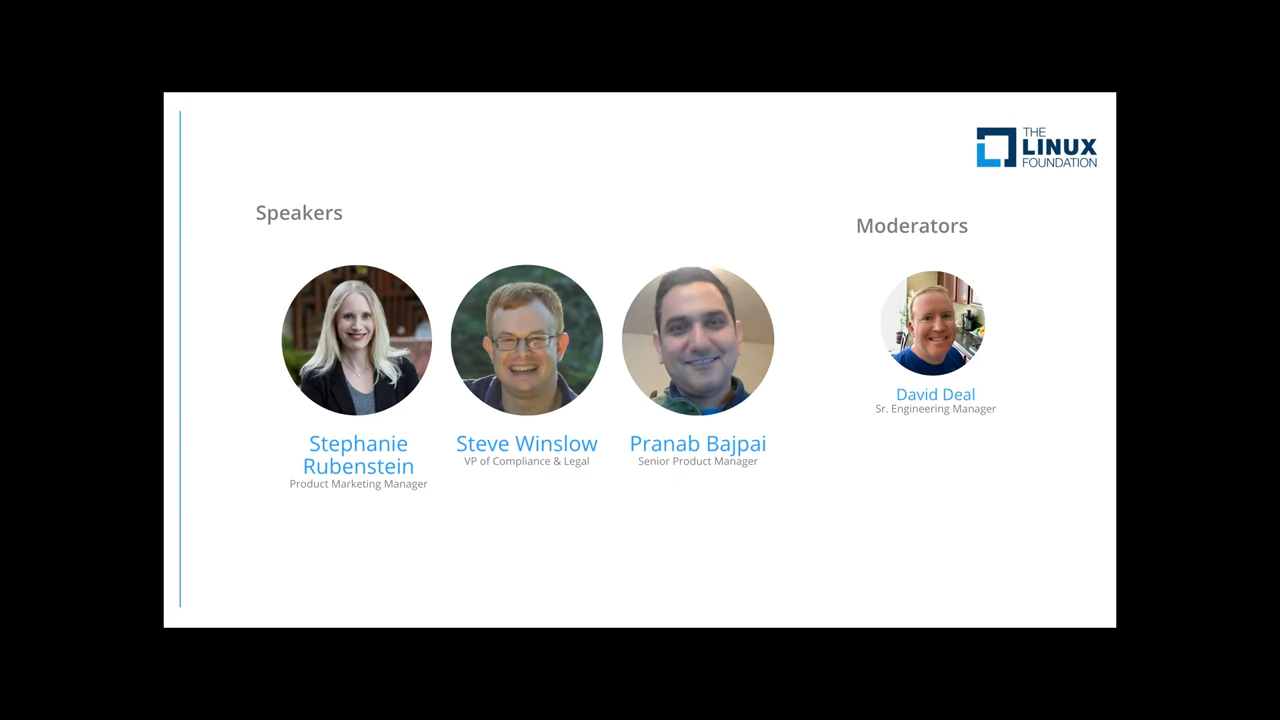 THE
LINUX
FOUNDATION
Speakers
Moderators
Stephanie
Rubenstein
Product Marketing Manager
Steve Winslow
VP of Compliance & Legal
Pranab Bajpai
Senior Product Manager
David Deal
Sr. Engineering Manager